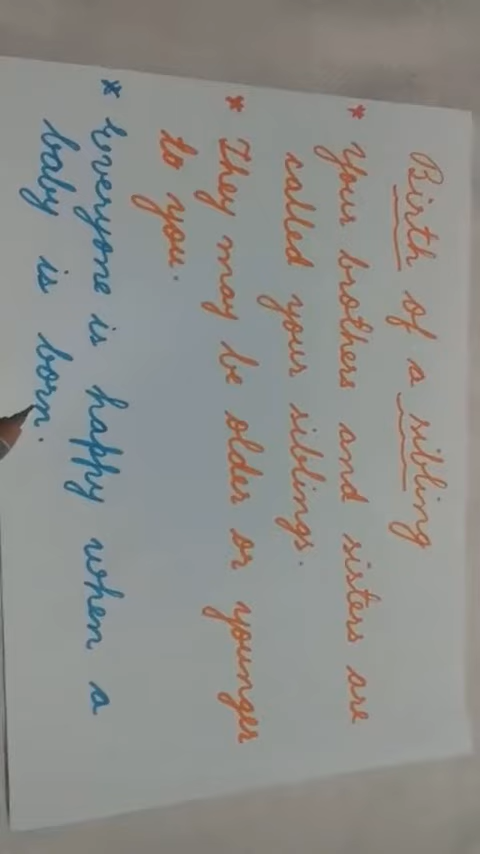 Birth of a sibling
* Your brothers and sisters are
called your siblings.
* They may be older or younger
to you.
* Everyone is happy when a
baby is born.